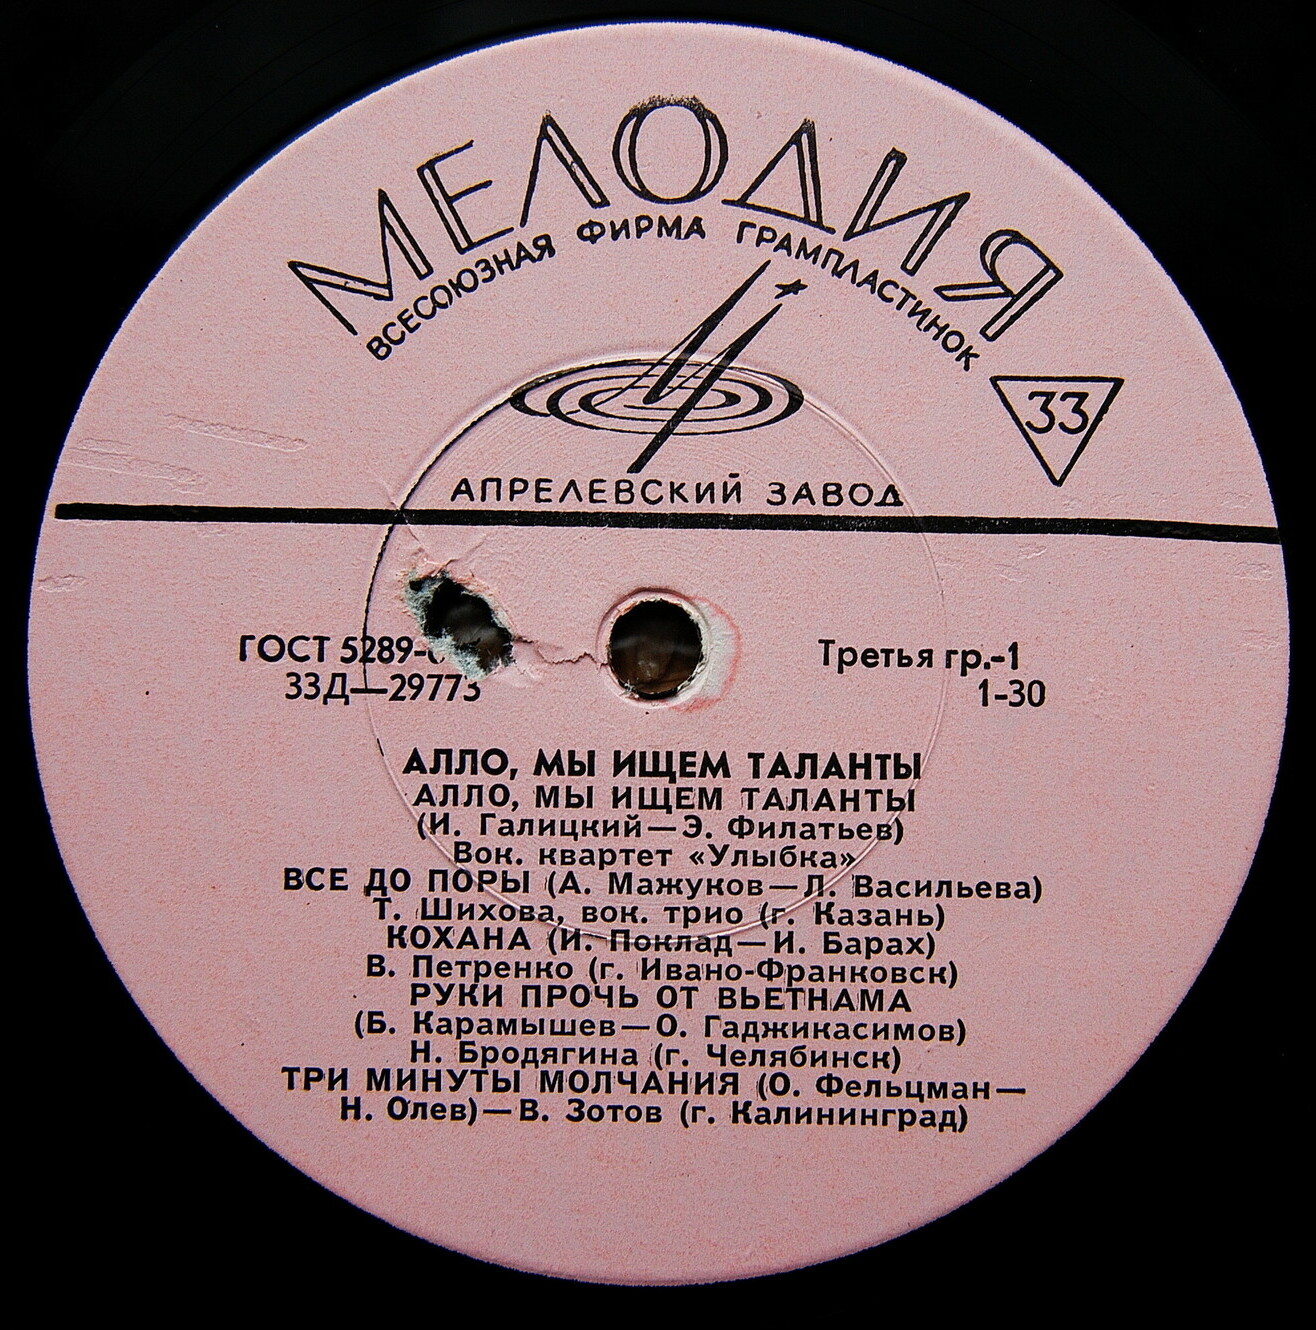 МЕЛОДИЯ
ВСЕСОЮЗНАЯ ФИРМА ГРАМПЛАСТИНОК
33
АПРЕЛЕВСКИЙ ЗАВОД
ГОСТ Третья гр.-1
33Д—29773 1-30
АЛЛО, МЫ ИЩЕМ ТАЛАНТЫ
АЛЛО, МЫ ИЩЕМ ТАЛАНТЫ
(И. Галицкий—Э. Филатьев)
Вок. квартет «Улыбка»
ВСЕ ДО ПОРЫ (А. Мажуков—Л. Васильева)
Т. Шихова, вок. трио (г. Казань)
КОХАНА (И. Поклад—И. Барах)
В. Петренко (г. Ивано-Франковск)
РУКИ ПРОЧЬ ОТ ВЬЕТНАМА
(Б. Карамышев—О. Гаджикасимов)
Н. Бродягина (г. Челябинск)
ТРИ МИНУТЫ МОЛЧАНИЯ (О. Фельцман—
Н. Олев)—В. Зотов (г. Калининград)